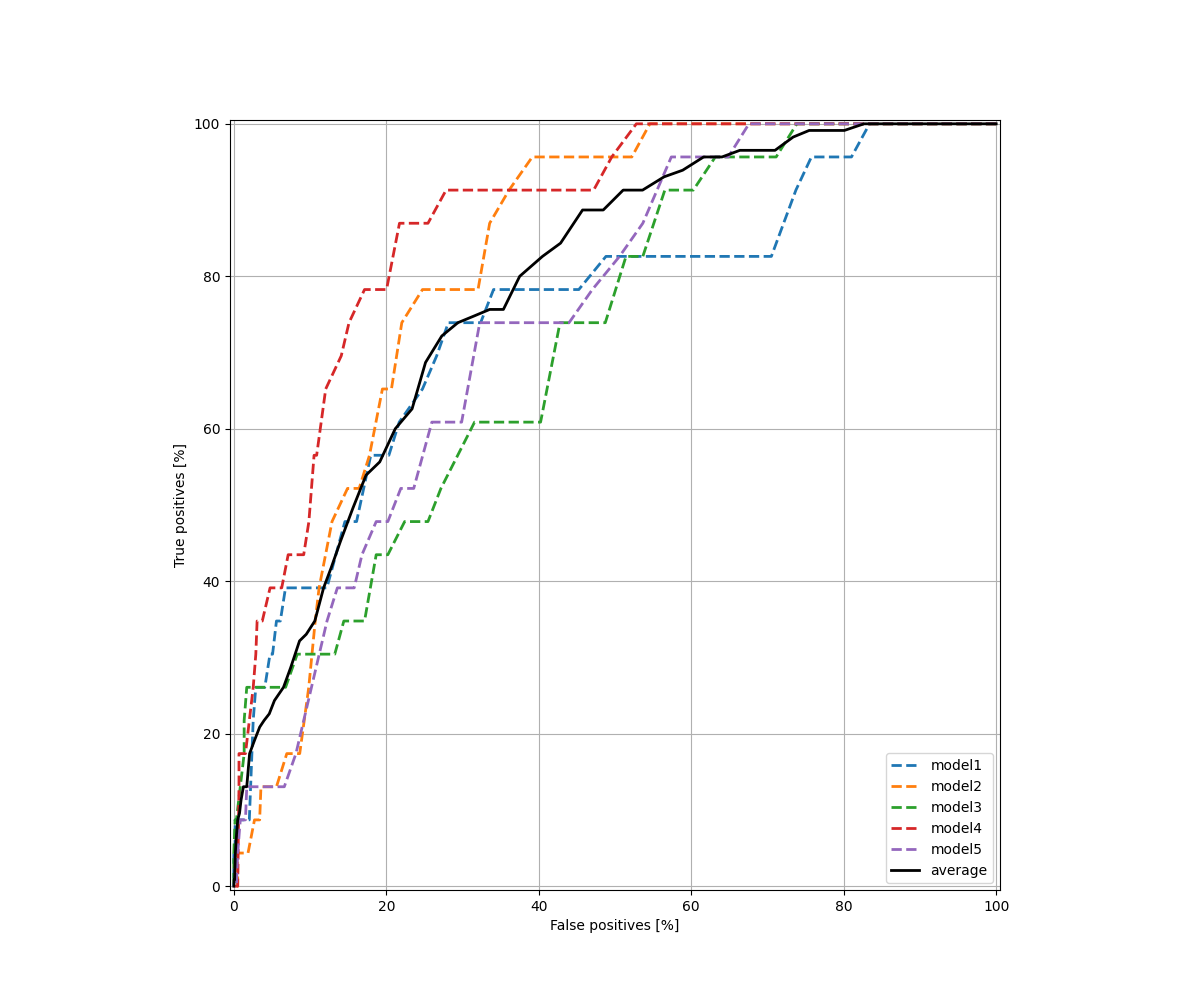 100
80
60
40
20
0
True positives [%]
0 20 40 60 80 100
False positives [%]
model1
model2
model3
model4
model5
average